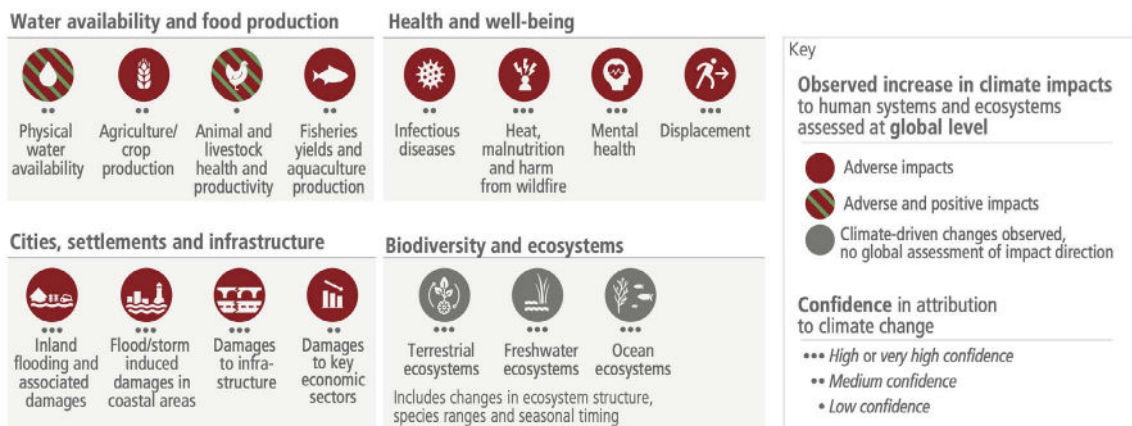 Water availability and food production
Physical
water
availability
Agriculture/
crop
production
Animal and
livestock
health and
productivity
Fisheries
yields and
aquaculture
production
Health and well-being
Infectious
diseases
Heat,
malnutrition
and harm
from wildfire
Mental
health
Displacement
Cities, settlements and infrastructure
Inland
flooding and
associated
damages
Flood/storm
induced
damages in
coastal areas
Damages
to infra-
structure
Damages
to key
economic
sectors
Biodiversity and ecosystems
Terrestrial
ecosystems
Freshwater
ecosystems
Ocean
ecosystems
Includes changes in ecosystem structure,
species ranges and seasonal timing
Key
Observed increase in climate impacts
to human systems and ecosystems
assessed at global level
Adverse impacts
Adverse and positive impacts
Climate-driven changes observed,
no global assessment of impact direction
Confidence in attribution
to climate change
••• High or very high confidence
•• Medium confidence
• Low confidence